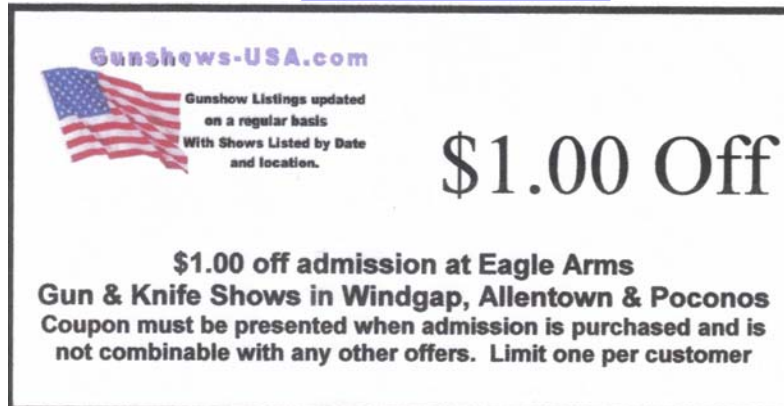 Gunshows-USA.com
Gunshow Listings updated
on a regular basis
With Shows Listed by Date
and location.
$1.00 Off
$1.00 off admission at Eagle Arms
Gun & Knife Shows in Windgap, Allentown & Poconos
Coupon must be presented when admission is purchased and is
not combinable with any other offers. Limit one per customer